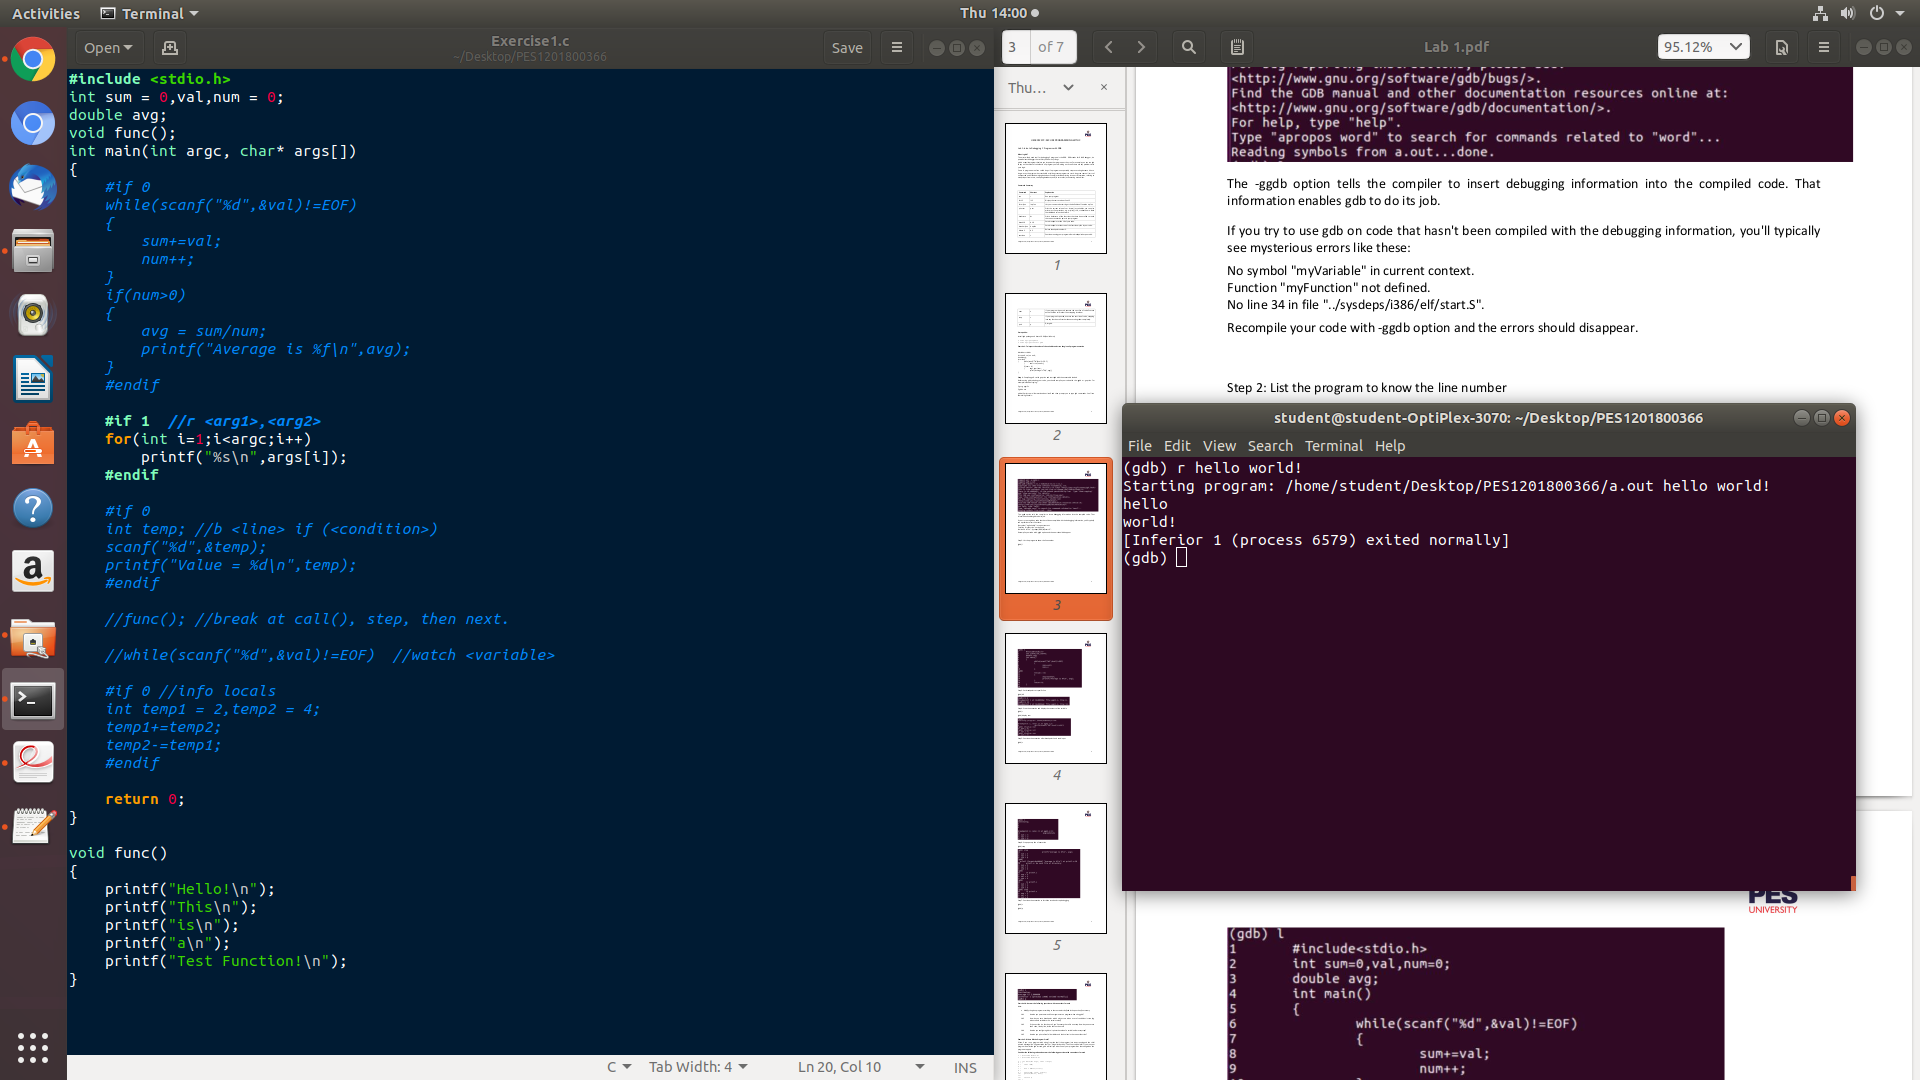 Activities
Terminal
Thu 14:00
Open
Exercise1.c
~/Desktop/PES1201800366
Save
#include <stdio.h>
int sum = 0,val,num = 0;
double avg;
void func();
int main(int argc, char* args[])
{
#if 0
while(scanf("%d",&val)!=EOF)
{
sum+=val;
num++;
}
if(num>0)
{
avg = sum/num;
printf("Average is %f\n",avg);
}
#endif
#if 1 //r <arg1>,<arg2>
for(int i=1;i<argc;i++)
printf("%s\n",args[i]);
#endif
#if 0
int temp; //b <line> if (<condition>)
scanf("%d",&temp);
printf("Value = %d\n",temp);
#endif
//func(); //break at call(), step, then next.
//while(scanf("%d",&val)!=EOF) //watch <variable>
#if 0 //info locals
int temp1 = 2,temp2 = 4;
temp1+=temp2;
temp2-=temp1;
#endif
return 0;
}
void func()
{
printf("Hello!\n");
printf("This\n");
printf("is\n");
printf("a\n");
printf("Test Function!\n");
}
C
Tab Width: 4
Ln 20, Col 10
INS
3
of 7
Lab 1.pdf
95.12%
Thu...
1
2
3
4
5
<http://www.gnu.org/software/gdb/bugs/>.
Find the GDB manual and other documentation resources online at:
<http://www.gnu.org/software/gdb/documentation/>.
For help, type "help".
Type "apropos word" to search for commands related to "word"...
Reading symbols from a.out...done.
The -ggdb option tells the compiler to insert debugging information into the compiled code. That
information enables gdb to do its job.
If you try to use gdb on code that hasn't been compiled with the debugging information, you'll typically
see mysterious errors like these:
No symbol "myVariable" in current context.
Function "myFunction" not defined.
No line 34 in file "../sysdeps/i386/elf/start.S".
Recompile your code with -ggdb option and the errors should disappear.
Step 2: List the program to know the line number
student@student-OptiPlex-3070: ~/Desktop/PES1201800366
File Edit View Search Terminal Help
(gdb) r hello world!
Starting program: /home/student/Desktop/PES1201800366/a.out hello world!
hello
world!
[Inferior 1 (process 6579) exited normally]
(gdb)
PES
UNIVERSITY
(gdb) l
1 #include<stdio.h>
2 int sum=0,val,num=0;
3 double avg;
4 int main()
5 {
6 while(scanf("%d",&val)!=EOF)
7 {
8 sum+=val;
9 num++;